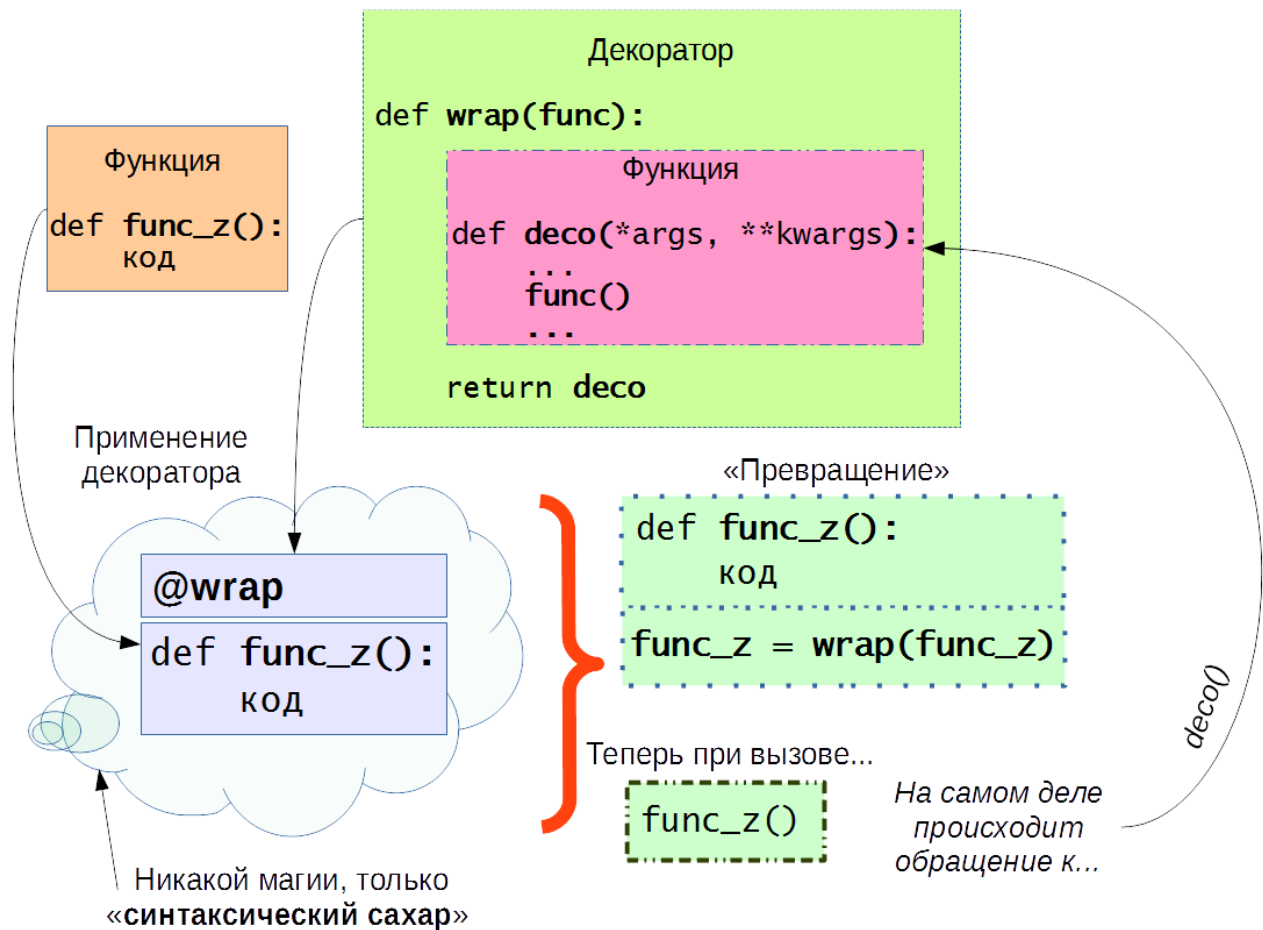 Декоратор
def wrap(func):
Функция
def deco(*args, **kwargs):
...
func()
...
return deco
Функция
def func_z():
код
Применение
декоратора
@wrap
def func_z():
код
«Превращение»
def func_z():
код
func_z = wrap(func_z)
Теперь при вызове...
func_z()
На самом деле
происходит
обращение к...
deco()
Никакой магии, только
«синтаксический сахар»